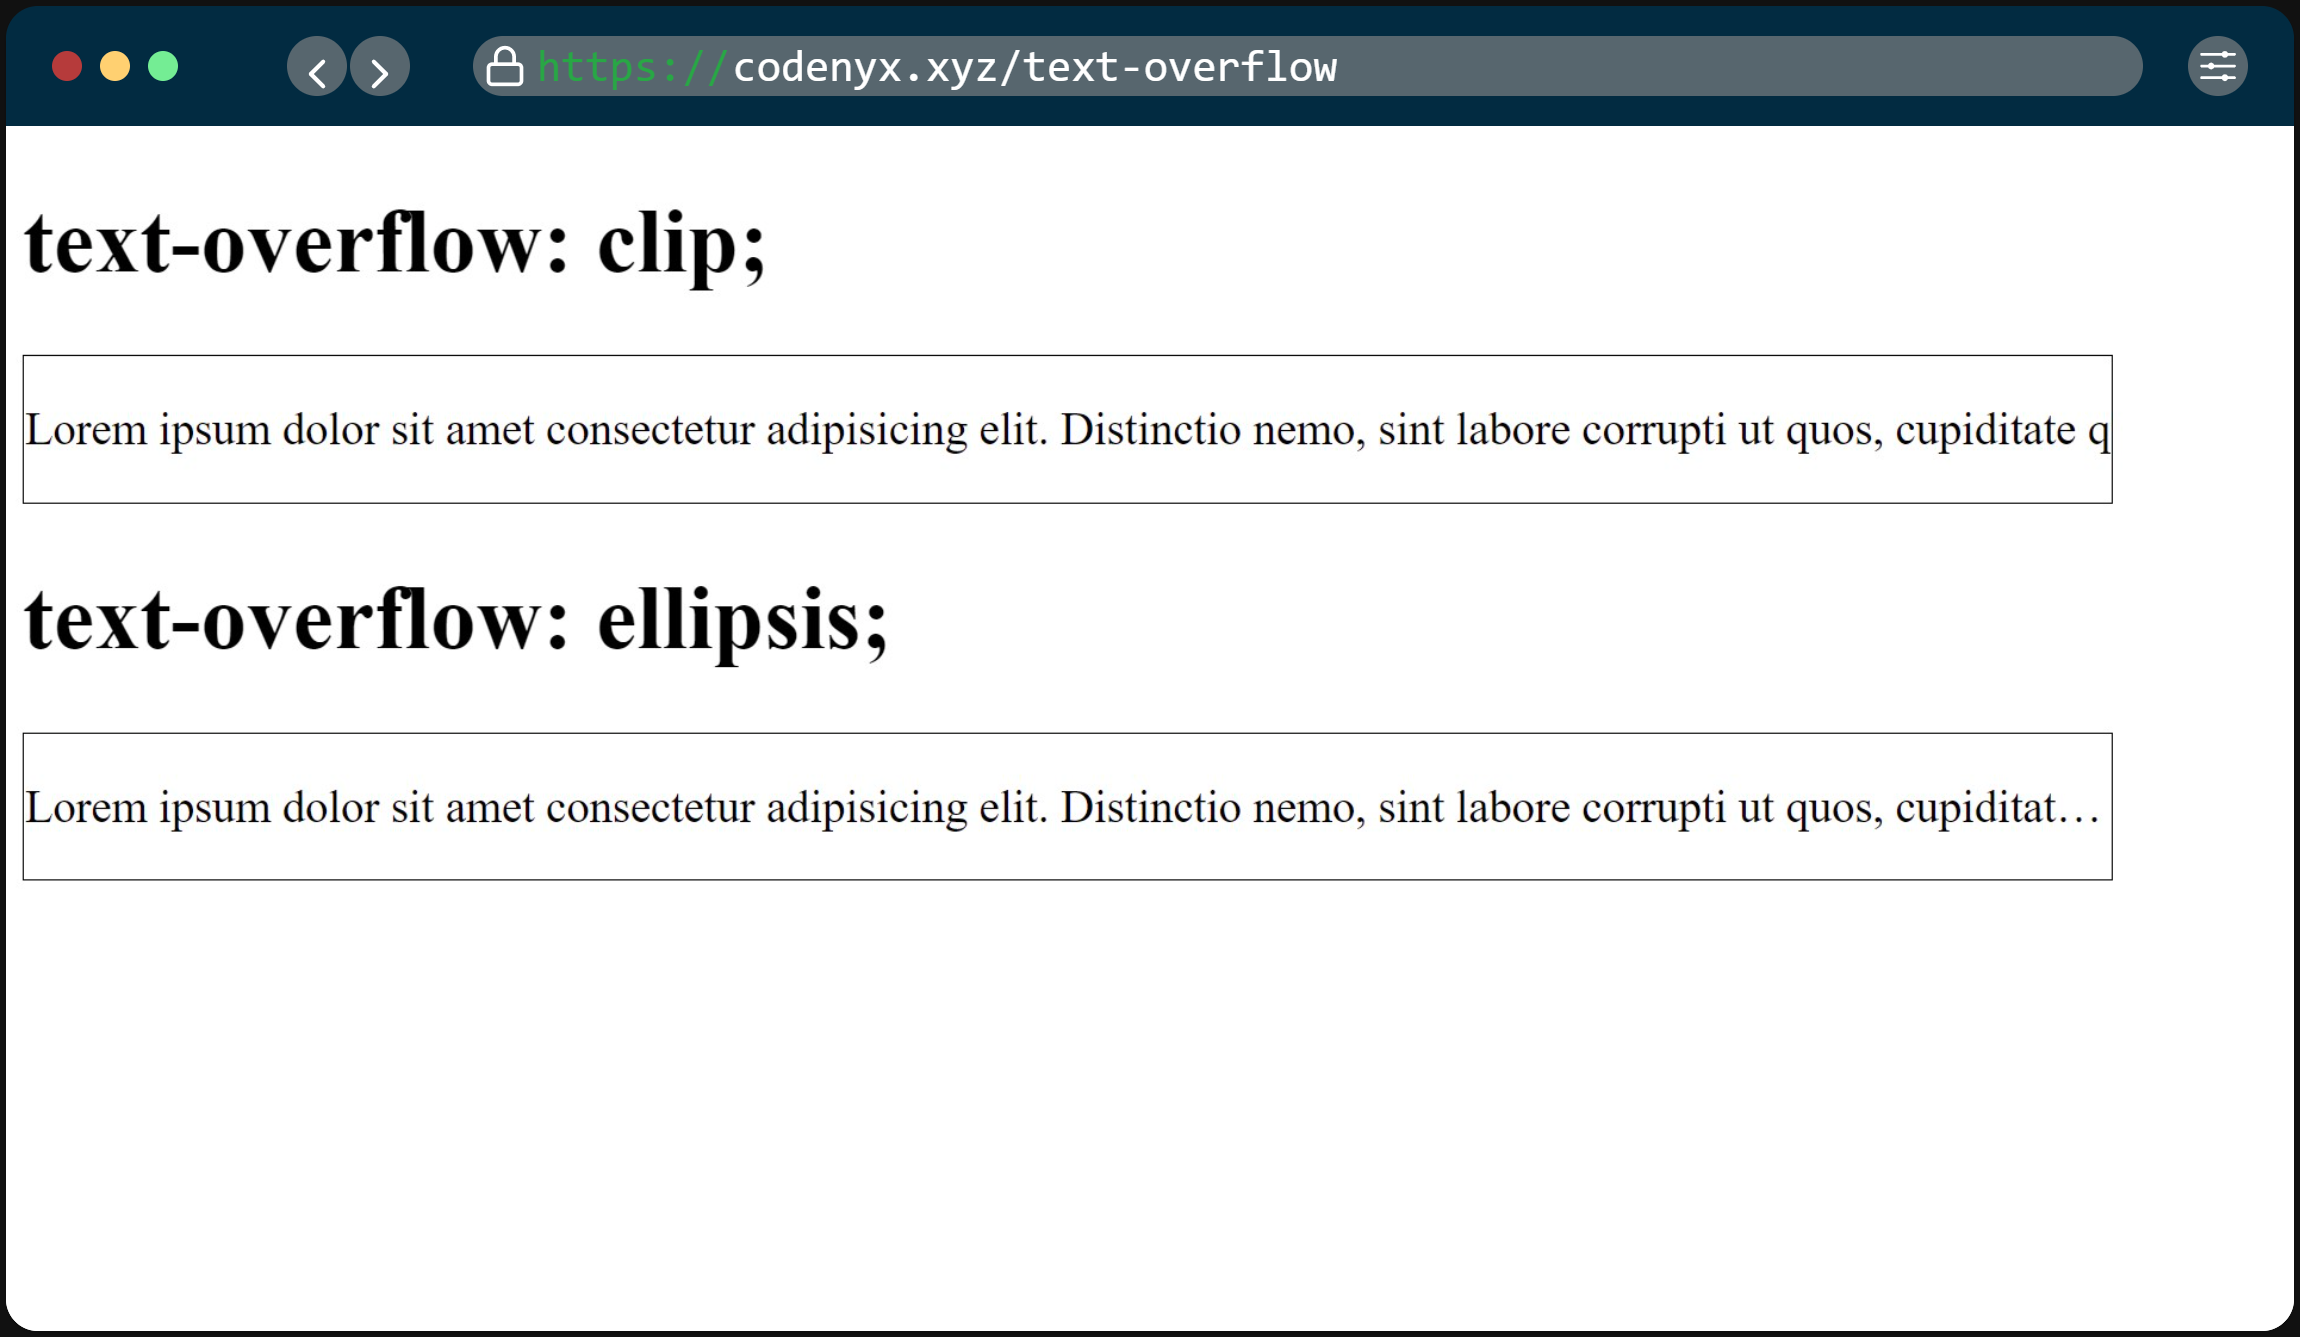 https://codenyx.xyz/text-overflow
text-overflow: clip;
Lorem ipsum dolor sit amet consectetur adipisicing elit. Distinctio nemo, sint labore corrupti ut quos, cupiditate q
text-overflow: ellipsis;
Lorem ipsum dolor sit amet consectetur adipisicing elit. Distinctio nemo, sint labore corrupti ut quos, cupiditat…